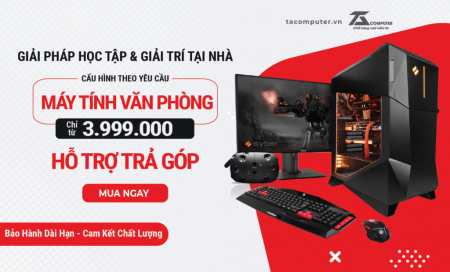 tacomputer.vn
COMPUTER
GIẢI PHÁP HỌC TẬP & GIẢI TRÍ TẠI NHÀ
CẤU HÌNH THEO YÊU CẦU
MÁY TÍNH VĂN PHÒNG
Chỉ từ 3.999.000
HỖ TRỢ TRẢ GÓP
MUA NGAY
Bảo Hành Dài Hạn - Cam Kết Chất Lượng
syber